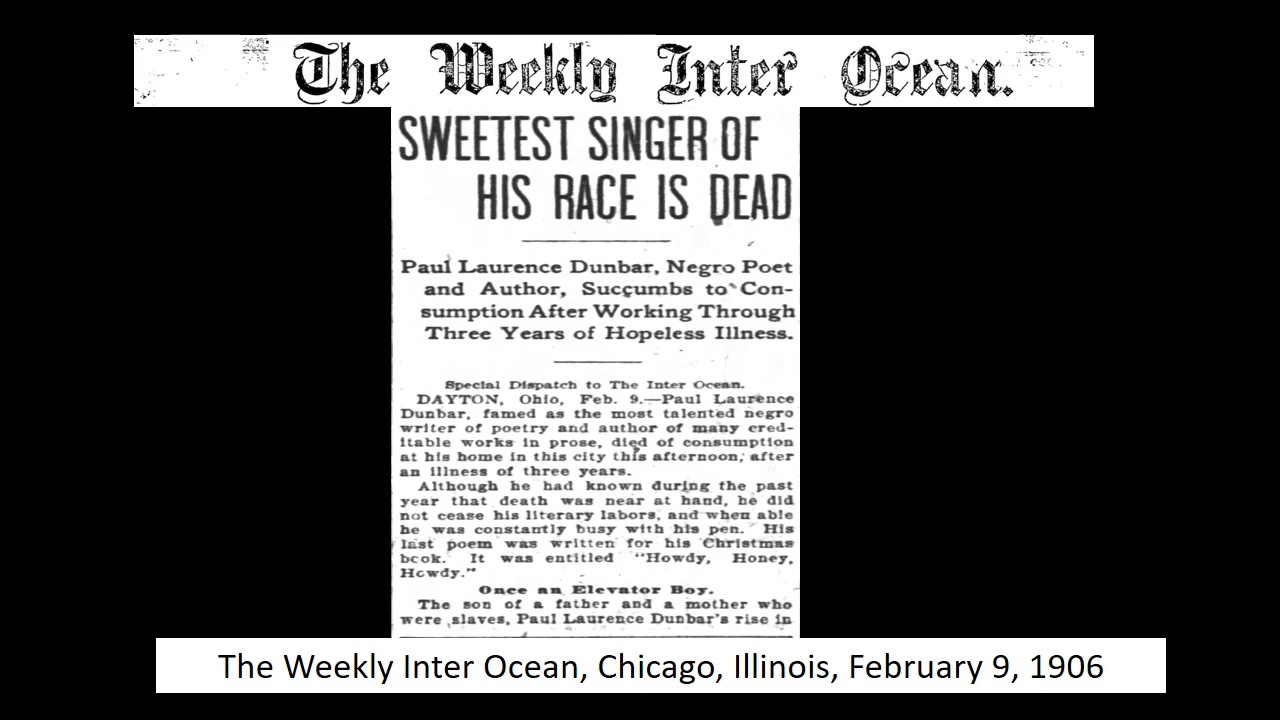 The Weekly Inter Ocean.
SWEETEST SINGER OF
HIS RACE IS DEAD
Paul Laurence Dunbar, Negro Poet
and Author, Succumbs to Con-
sumption After Working Through
Three Years of Hopeless Illness.
Special Dispatch to The Inter Ocean.
DAYTON, Ohio, Feb. 9.—Paul Laurence
Dunbar, famed as the most talented negro
writer of poetry and author of many cred-
itable works in prose, died of consumption
at his home in this city this afternoon, after
an illness of three years.
Although he had known during the past
year that death was near at hand, he did
not cease his literary labors, and when able
he was constantly busy with his pen. His
last poem was written for his Christmas
book. It was entitled "Howdy, Honey,
Howdy."
Once an Elevator Boy.
The son of a father and a mother who
were slaves, Paul Laurence Dunbar's rise in
The Weekly Inter Ocean, Chicago, Illinois, February 9, 1906